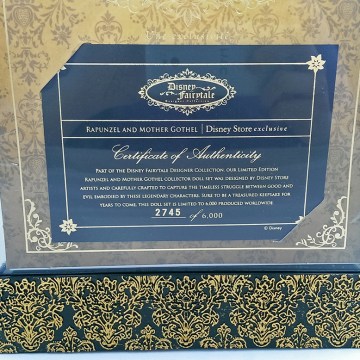 Disney
Fairytale
Designer Collection
RAPUNZEL AND MOTHER GOTHEL | Disney Store exclusive
Certificate of Authenticity
PART OF THE DISNEY FAIRYTALE DESIGNER COLLECTION, OUR LIMITED EDITION
RAPUNZEL AND MOTHER GOTHEL COLLECTOR DOLL SET WAS DESIGNED BY DISNEY STORE
ARTISTS AND CAREFULLY CRAFTED TO CAPTURE THE TIMELESS STRUGGLE BETWEEN GOOD AND
EVIL EMBODIED BY THESE LEGENDARY CHARACTERS. SURE TO BE A TREASURED KEEPSAKE FOR
YEARS TO COME, THIS DOLL SET IS LIMITED TO 6,000 PRODUCED WORLDWIDE.
2745 of 6,000
© Disney